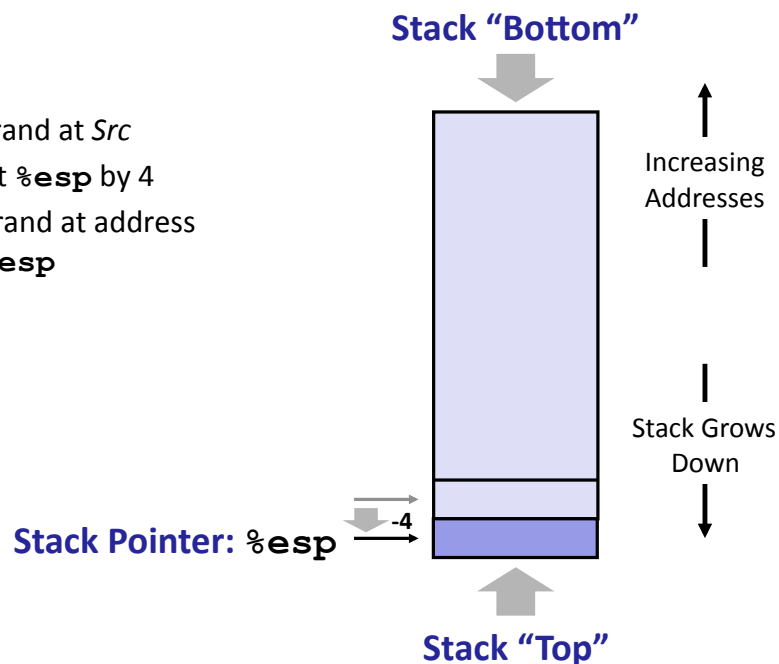 Stack “Bottom”
rand at Src
t %esp by 4
rand at address
esp
Increasing
Addresses
Stack Grows
Down
-4
Stack Pointer: %esp
Stack “Top”